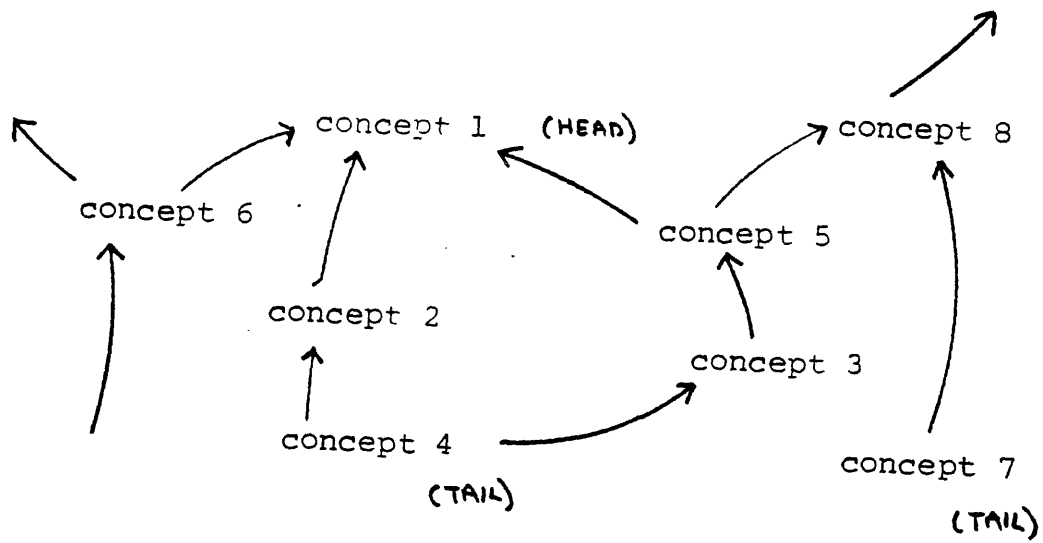 concept 1 (HEAD)
concept 8
concept 6
concept 5
concept 2
concept 3
concept 4
(TAIL)
concept 7
(TAIL)